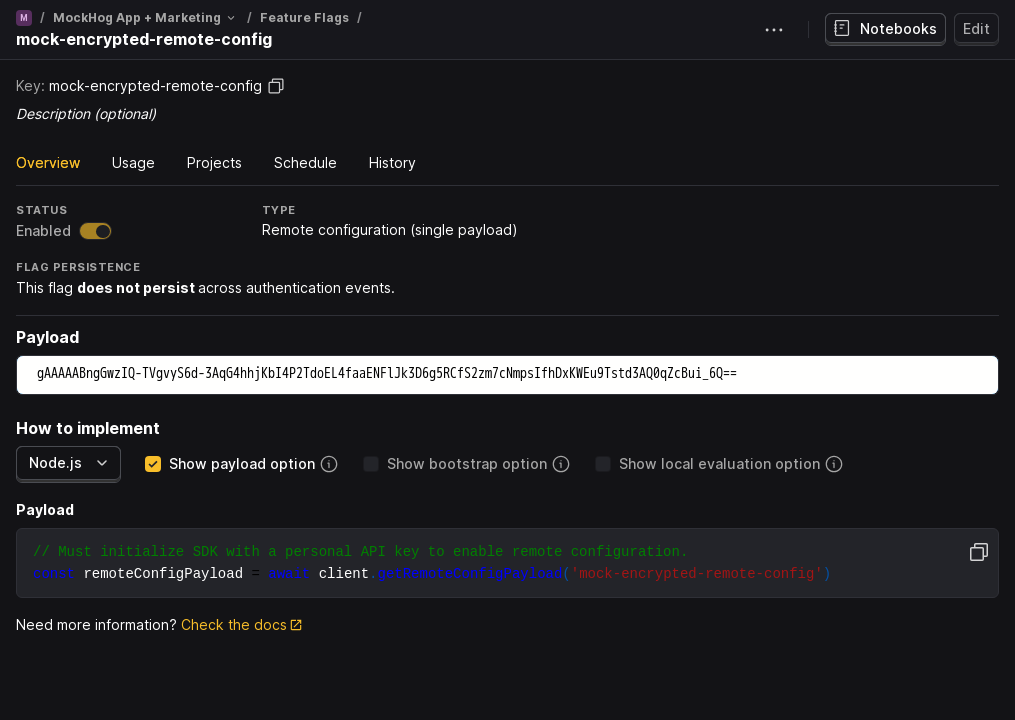 M / MockHog App + Marketing / Feature Flags /
mock-encrypted-remote-config
Notebooks
Edit
Key: mock-encrypted-remote-config
Description (optional)
Overview Usage Projects Schedule History
STATUS TYPE
Enabled Remote configuration (single payload)
FLAG PERSISTENCE
This flag does not persist across authentication events.
Payload
gAAAAABngGwzIQ-TVgvyS6d-3AqG4hhjKbI4P2TdoEL4faaENFlJk3D6g5RCfS2zm7cNmpsIfhDxKWEu9Tstd3AQ0qZcBui_6Q==
How to implement
Node.js Show payload option Show bootstrap option Show local evaluation option
Payload
// Must initialize SDK with a personal API key to enable remote configuration.
const remoteConfigPayload = await client.getRemoteConfigPayload('mock-encrypted-remote-config')
Need more information? Check the docs